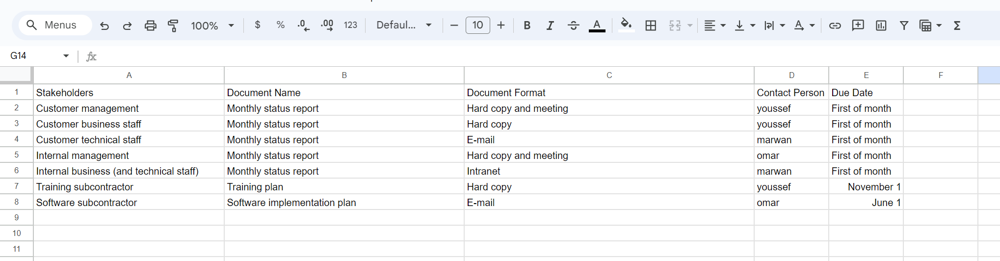 Menus 100% $ % .0 .00 123 Defaul... 10 B I S A A Σ
G14 fx
A B C D E F
1 Stakeholders Document Name Document Format Contact Person Due Date
2 Customer management Monthly status report Hard copy and meeting youssef First of month
3 Customer business staff Monthly status report Hard copy youssef First of month
4 Customer technical staff Monthly status report E-mail marwan First of month
5 Internal management Monthly status report Hard copy and meeting omar First of month
6 Internal business (and technical staff) Monthly status report Intranet marwan First of month
7 Training subcontractor Training plan Hard copy youssef November 1
8 Software subcontractor Software implementation plan E-mail omar June 1
9
10
11